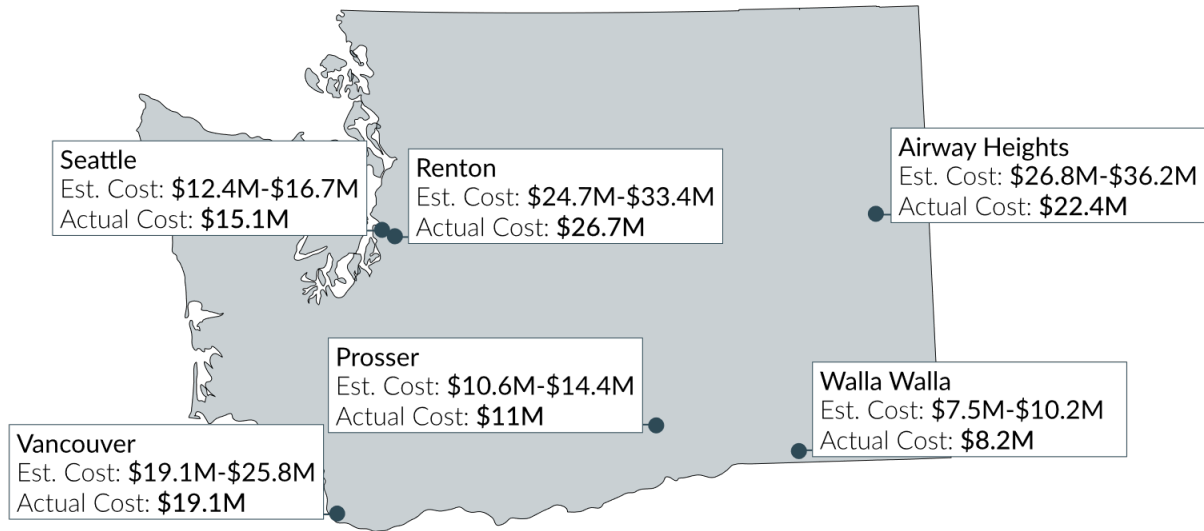 Seattle
Est. Cost: $12.4M-$16.7M
Actual Cost: $15.1M
Renton
Est. Cost: $24.7M-$33.4M
Actual Cost: $26.7M
Airway Heights
Est. Cost: $26.8M-$36.2M
Actual Cost: $22.4M
Prosser
Est. Cost: $10.6M-$14.4M
Actual Cost: $11M
Walla Walla
Est. Cost: $7.5M-$10.2M
Actual Cost: $8.2M
Vancouver
Est. Cost: $19.1M-$25.8M
Actual Cost: $19.1M